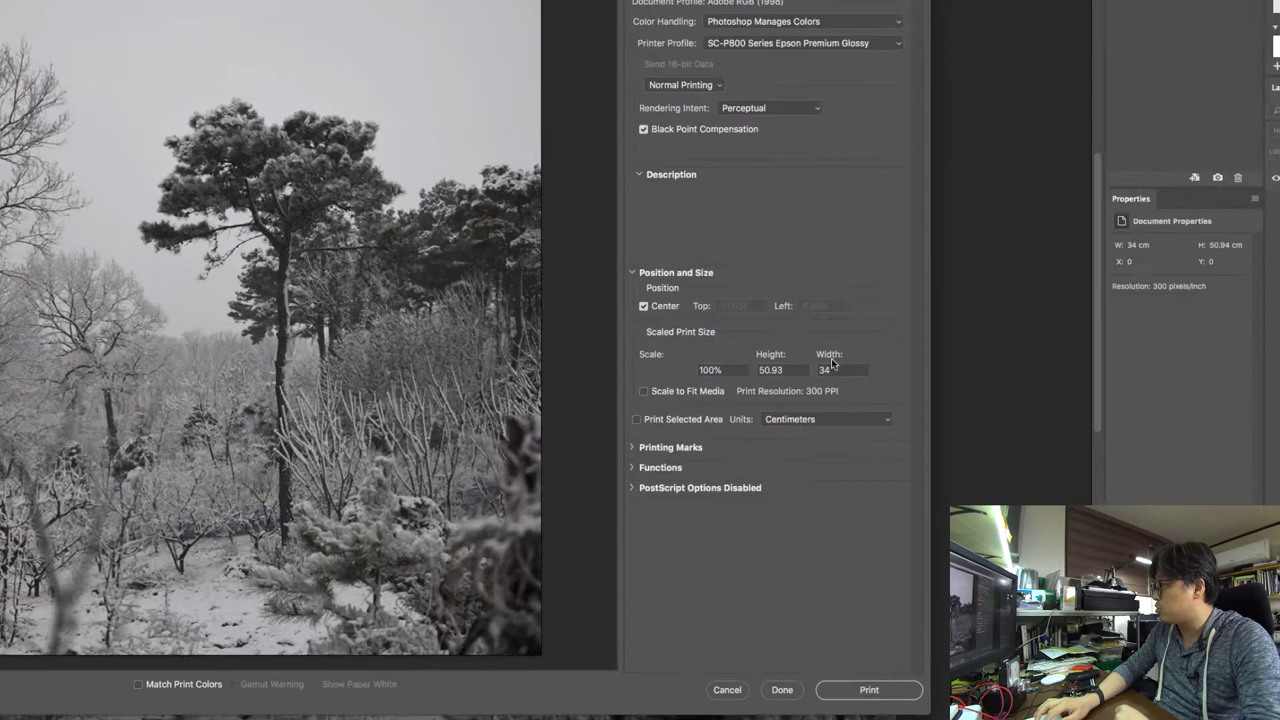 Document Profile: Adobe RGB (1998)
Color Handling: Photoshop Manages Colors
Printer Profile: SC-P800 Series Epson Premium Glossy
Send 16-bit Data
Normal Printing
Rendering Intent: Perceptual
Black Point Compensation
Description
Position and Size
Position
Center Top: Left:
Scaled Print Size
Scale: Height: Width:
100% 50.93 34
Scale to Fit Media Print Resolution: 300 PPI
Print Selected Area Units: Centimeters
Printing Marks
Functions
PostScript Options Disabled
Match Print Colors Gamut Warning Show Paper White
Cancel Done Print
Properties
Document Properties
W: 34 cm H: 50.94 cm
X: 0 Y: 0
Resolution: 300 pixels/inch